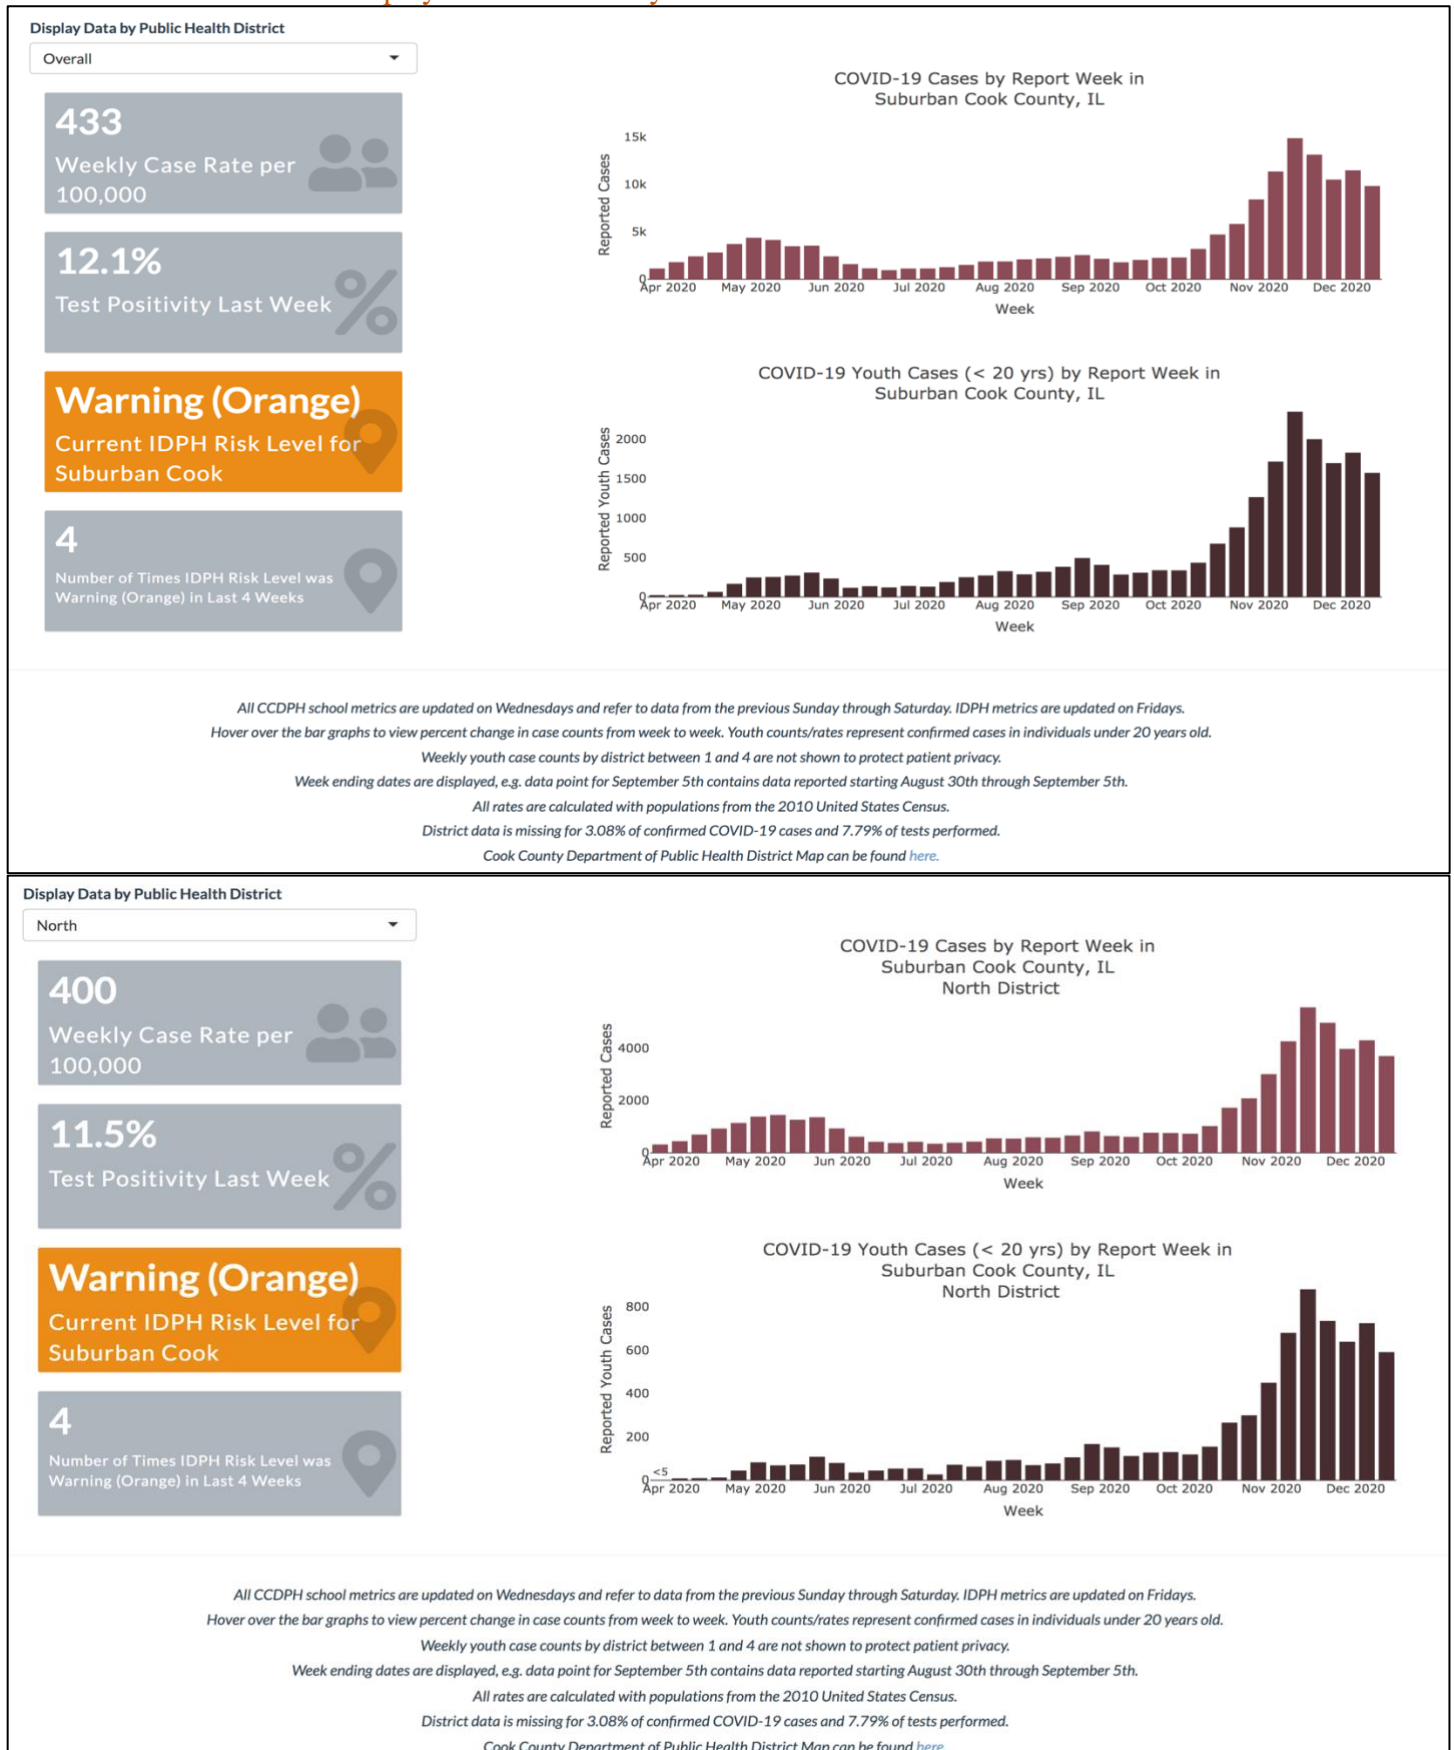 Display Data by Public Health District
Overall
433
Weekly Case Rate per
100,000
12.1%
Test Positivity Last Week
Warning (Orange)
Current IDPH Risk Level for
Suburban Cook
4
Number of Times IDPH Risk Level was
Warning (Orange) in Last 4 Weeks
COVID-19 Cases by Report Week in
Suburban Cook County, IL
Reported Cases
15k
10k
5k
0
Apr 2020 May 2020 Jun 2020 Jul 2020 Aug 2020 Sep 2020 Oct 2020 Nov 2020 Dec 2020
Week
COVID-19 Youth Cases (< 20 yrs) by Report Week in
Suburban Cook County, IL
Reported Youth Cases
2000
1500
1000
500
0
Apr 2020 May 2020 Jun 2020 Jul 2020 Aug 2020 Sep 2020 Oct 2020 Nov 2020 Dec 2020
Week
All CCDPH school metrics are updated on Wednesdays and refer to data from the previous Sunday through Saturday. IDPH metrics are updated on Fridays.
Hover over the bar graphs to view percent change in case counts from week to week. Youth counts/rates represent confirmed cases in individuals under 20 years old.
Weekly youth case counts by district between 1 and 4 are not shown to protect patient privacy.
Week ending dates are displayed, e.g. data point for September 5th contains data reported starting August 30th through September 5th.
All rates are calculated with populations from the 2010 United States Census.
District data is missing for 3.08% of confirmed COVID-19 cases and 7.79% of tests performed.
Cook County Department of Public Health District Map can be found here.
Display Data by Public Health District
North
400
Weekly Case Rate per
100,000
11.5%
Test Positivity Last Week
Warning (Orange)
Current IDPH Risk Level for
Suburban Cook
4
Number of Times IDPH Risk Level was
Warning (Orange) in Last 4 Weeks
COVID-19 Cases by Report Week in
Suburban Cook County, IL
North District
Reported Cases
4000
2000
0
Apr 2020 May 2020 Jun 2020 Jul 2020 Aug 2020 Sep 2020 Oct 2020 Nov 2020 Dec 2020
Week
COVID-19 Youth Cases (< 20 yrs) by Report Week in
Suburban Cook County, IL
North District
Reported Youth Cases
800
600
400
200
0
<5
Apr 2020 May 2020 Jun 2020 Jul 2020 Aug 2020 Sep 2020 Oct 2020 Nov 2020 Dec 2020
Week
All CCDPH school metrics are updated on Wednesdays and refer to data from the previous Sunday through Saturday. IDPH metrics are updated on Fridays.
Hover over the bar graphs to view percent change in case counts from week to week. Youth counts/rates represent confirmed cases in individuals under 20 years old.
Weekly youth case counts by district between 1 and 4 are not shown to protect patient privacy.
Week ending dates are displayed, e.g. data point for September 5th contains data reported starting August 30th through September 5th.
All rates are calculated with populations from the 2010 United States Census.
District data is missing for 3.08% of confirmed COVID-19 cases and 7.79% of tests performed.
Cook County Department of Public Health District Map can be found here.